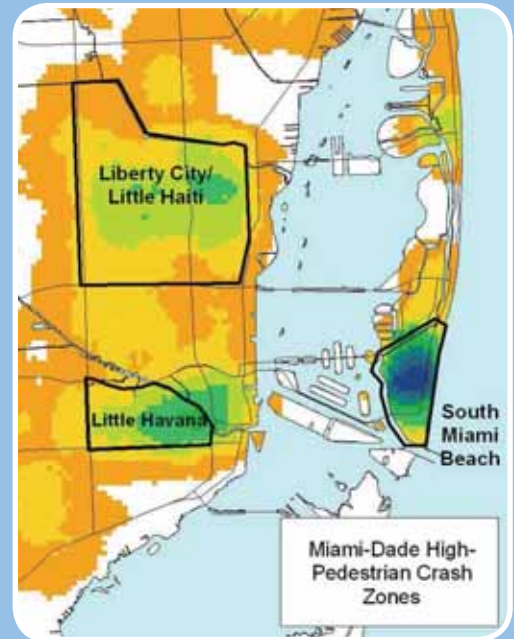 Liberty City/
Little Haiti
Little Havana
South
Miami
Beach
Miami-Dade High-
Pedestrian Crash
Zones